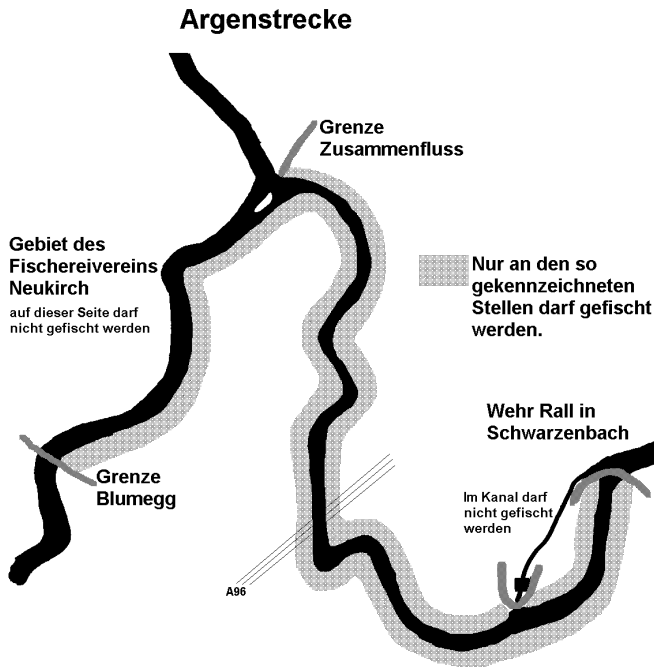 Argenstrecke
Grenze
Zusammenfluss
Gebiet des
Fischereivereins
Neukirch
auf dieser Seite darf
nicht gefischt werden
Nur an den so
gekennzeichneten
Stellen darf gefischt
werden.
Wehr Rall in
Schwarzenbach
Grenze
Blumegg
Im Kanal darf
nicht gefischt
werden
A96